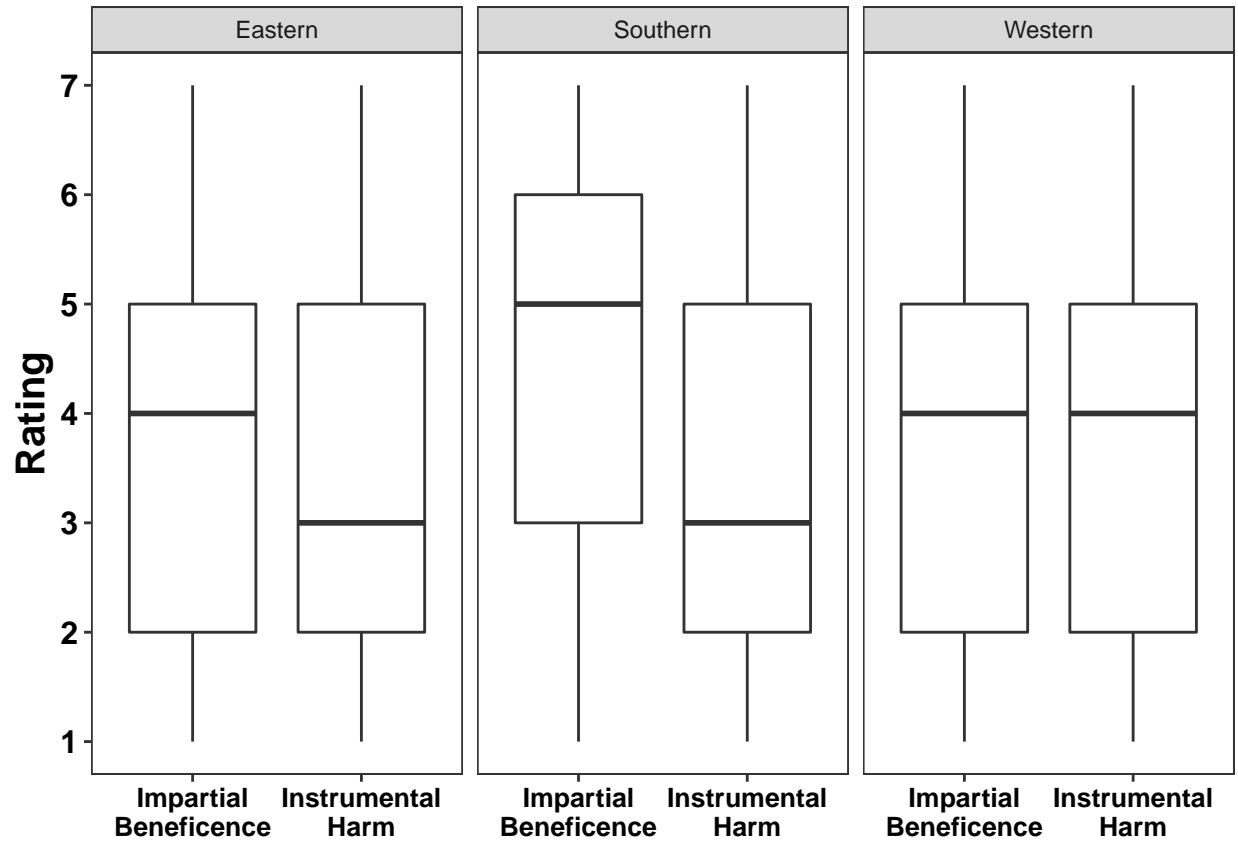 Eastern
Southern
Western
Rating
7
6
5
4
3
2
1
Impartial
Beneficence
Instrumental
Harm
Impartial
Beneficence
Instrumental
Harm
Impartial
Beneficence
Instrumental
Harm